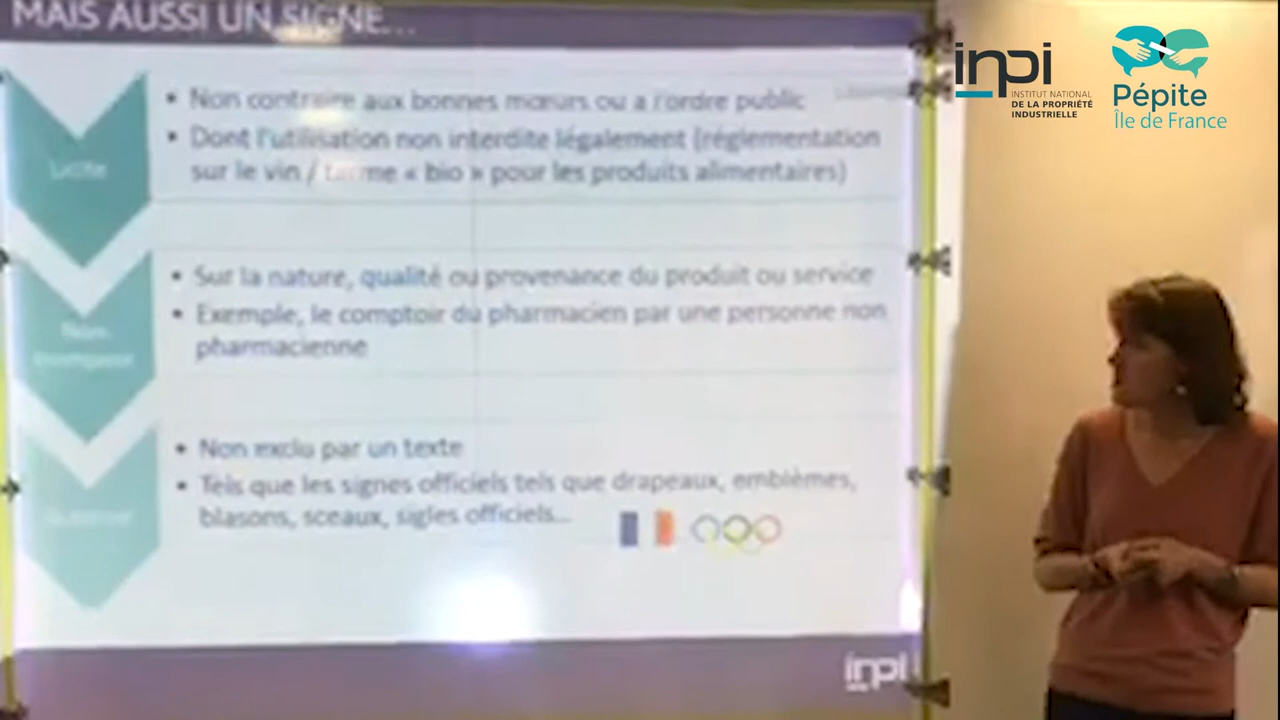 MAIS AUSSI UN SIGNE...
Licite
• Non contraire aux bonnes mœurs ou a l'ordre public
• Dont l'utilisation non interdite légalement (réglementation
sur le vin / terme « bio » pour les produits alimentaires)
Non
trompeur
• Sur la nature, qualité ou provenance du produit ou service
• Exemple, le comptoir du pharmacien par une personne non
pharmacienne
• Non exclu par un texte
• Tels que les signes officiels tels que drapeaux, emblèmes,
blasons, sceaux, sigles officiels...
inpi
inpi
INSTITUT NATIONAL
DE LA PROPRIÉTÉ
INDUSTRIELLE
Pépite
Île de France